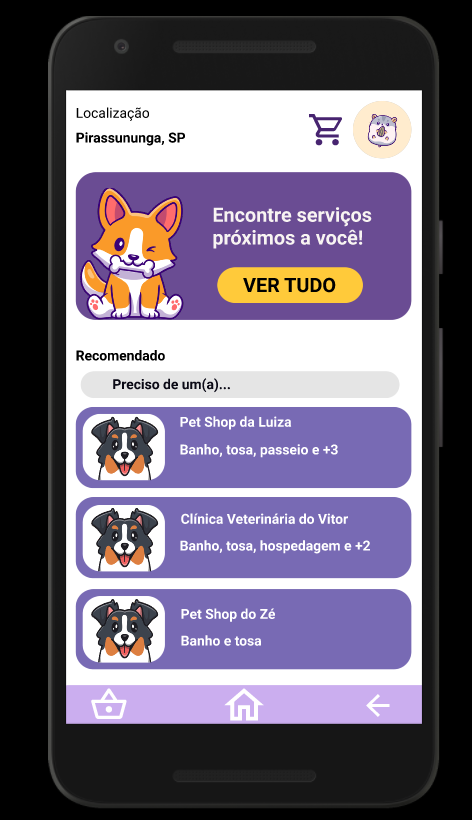 Localização
Pirassununga, SP
Encontre serviços
próximos a você!
VER TUDO
Recomendado
Preciso de um(a)...
Pet Shop da Luiza
Banho, tosa, passeio e +3
Clínica Veterinária do Vitor
Banho, tosa, hospedagem e +2
Pet Shop do Zé
Banho e tosa